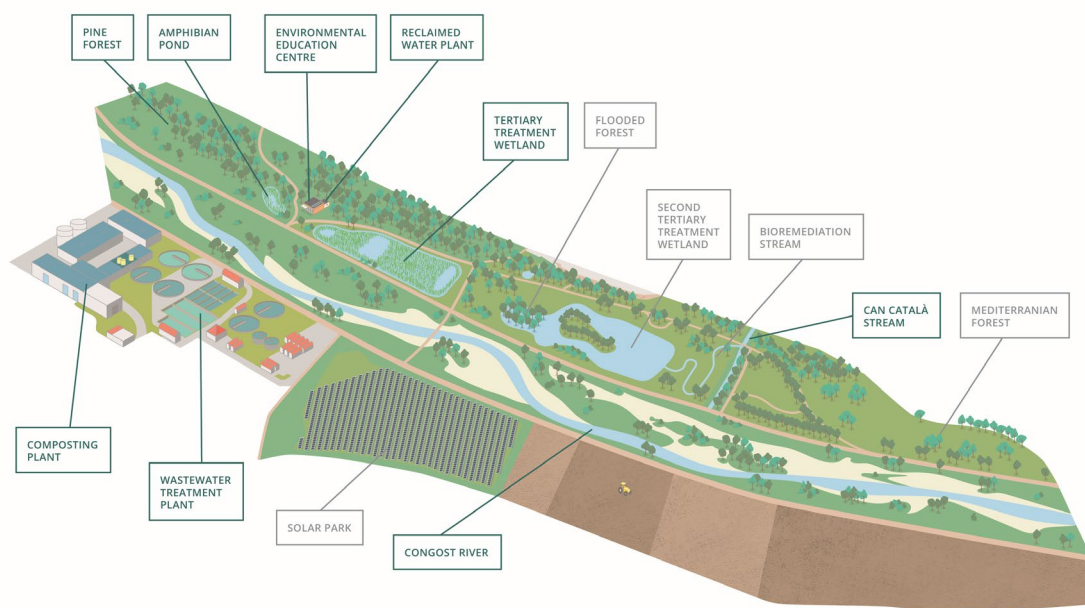 PINE
FOREST
AMPHIBIAN
POND
ENVIRONMENTAL
EDUCATION
CENTRE
RECLAIMED
WATER PLANT
TERTIARY
TREATMENT
WETLAND
FLOODED
FOREST
SECOND
TERTIARY
TREATMENT
WETLAND
BIOREMEDIATION
STREAM
CAN CATALÀ
STREAM
MEDITERRANIAN
FOREST
COMPOSTING
PLANT
WASTEWATER
TREATMENT
PLANT
SOLAR PARK
CONGOST RIVER